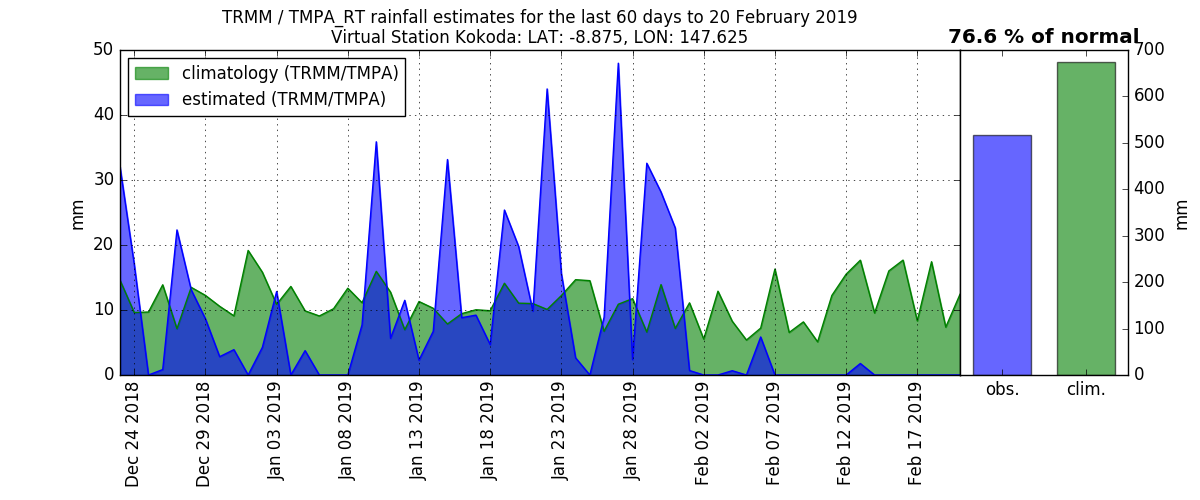 TRMM / TMPA_RT rainfall estimates for the last 60 days to 20 February 2019
Virtual Station Kokoda: LAT: -8.875, LON: 147.625
76.6 % of normal
climatology (TRMM/TMPA)
estimated (TRMM/TMPA)
mm
50
40
30
20
10
0
Dec 24 2018
Dec 29 2018
Jan 03 2019
Jan 08 2019
Jan 13 2019
Jan 18 2019
Jan 23 2019
Jan 28 2019
Feb 02 2019
Feb 07 2019
Feb 12 2019
Feb 17 2019
700
600
500
400
300
200
100
0
mm
obs.
clim.